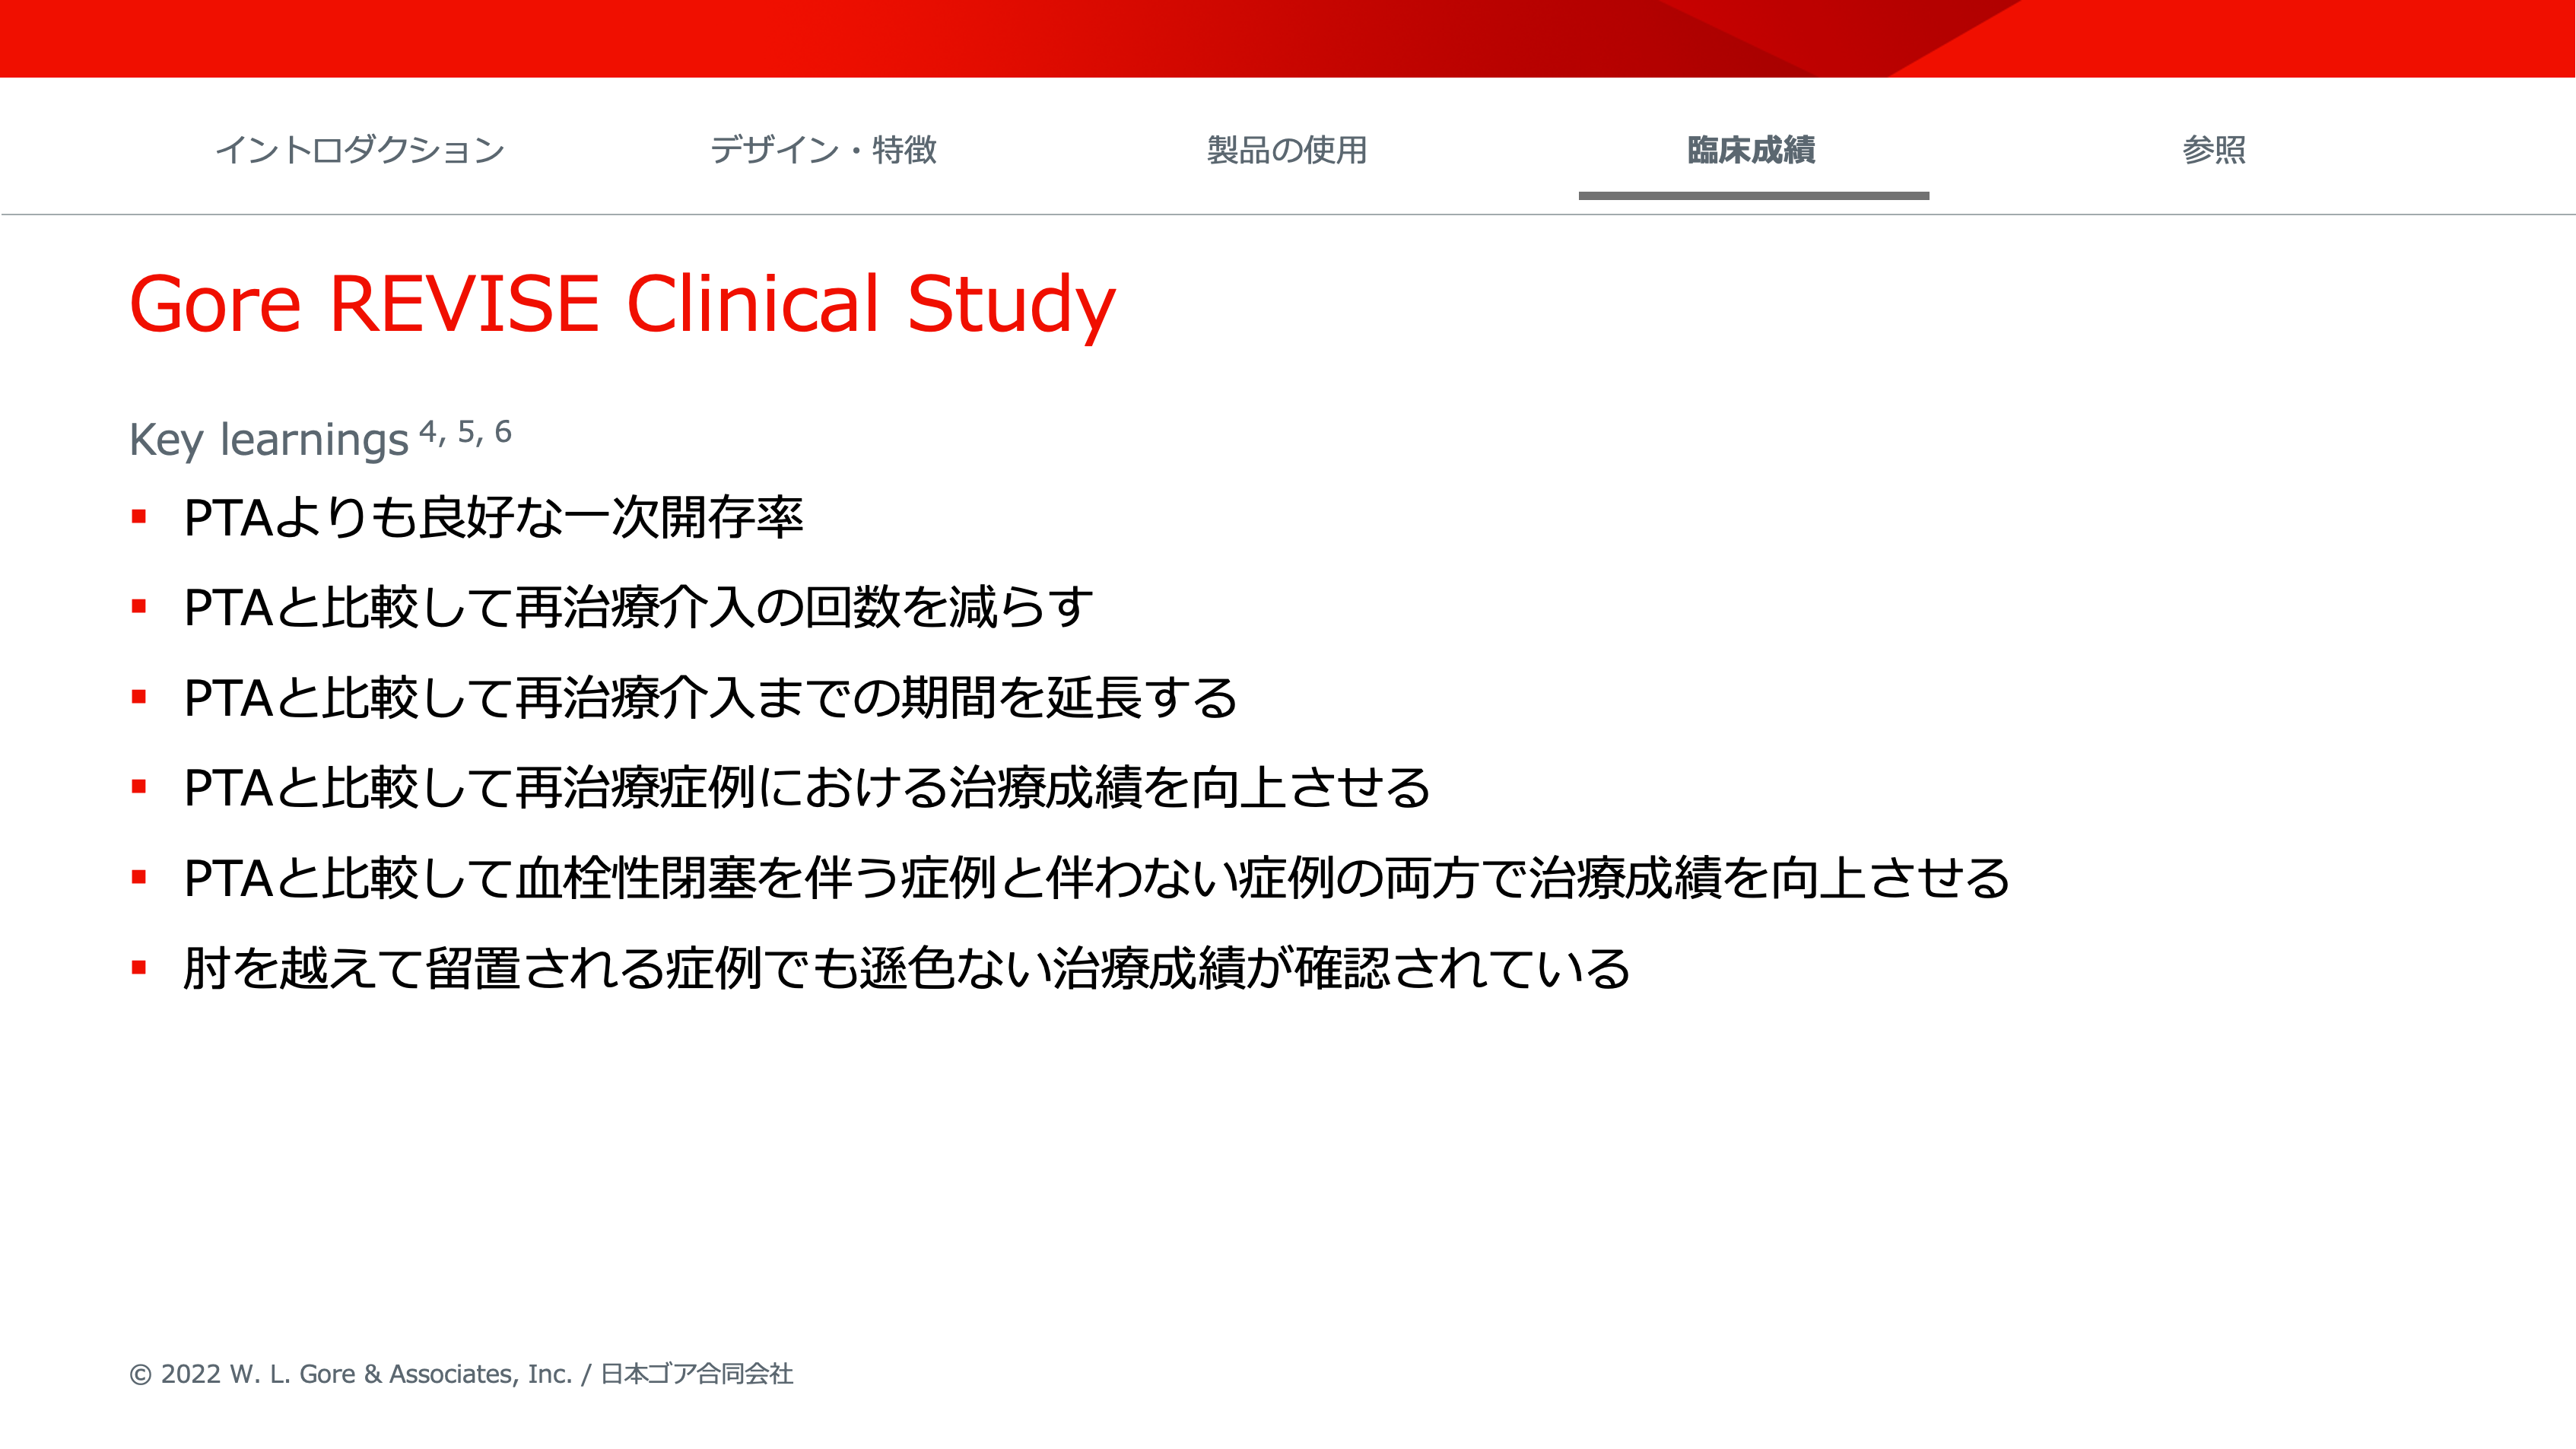 イントロダクション
デザイン・特徴
製品の使用
臨床成績
参照
Gore REVISE Clinical Study
Key learnings 4, 5, 6
▪ PTAよりも良好な一次開存率
▪ PTAと比較して再治療介入の回数を減らす
▪ PTAと比較して再治療介入までの期間を延長する
▪ PTAと比較して再治療症例における治療成績を向上させる
▪ PTAと比較して血栓性閉塞を伴う症例と伴わない症例の両方で治療成績を向上させる
▪ 肘を越えて留置される症例でも遜色ない治療成績が確認されている
© 2022 W. L. Gore & Associates, Inc. / 日本ゴア合同会社